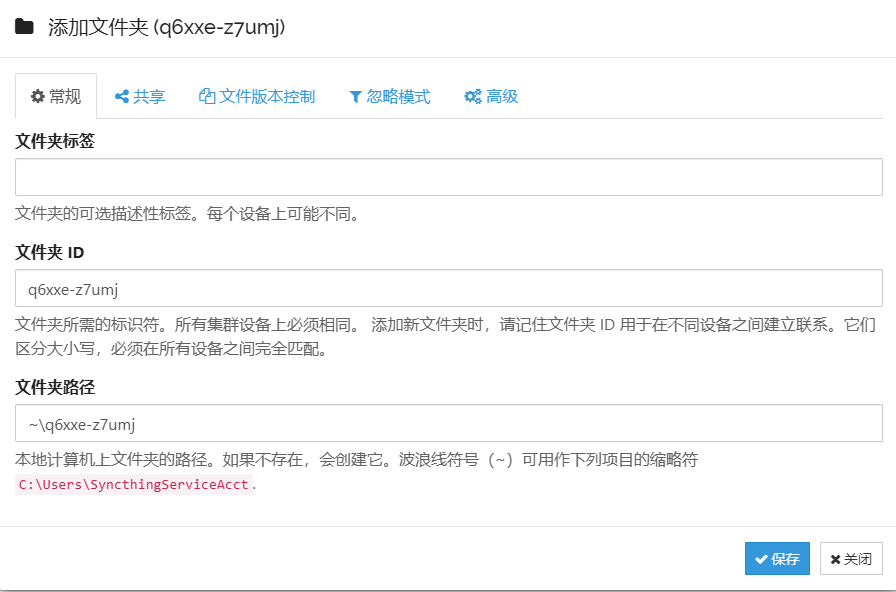 添加文件夹 (q6xxe-z7umj)
常规 共享 文件版本控制 忽略模式 高级
文件夹标签
文件夹的可选描述性标签。每个设备上可能不同。
文件夹 ID
q6xxe-z7umj
文件夹所需的标识符。所有集群设备上必须相同。 添加新文件夹时，请记住文件夹 ID 用于在不同设备之间建立联系。它们
区分大小写，必须在所有设备之间完全匹配。
文件夹路径
~\q6xxe-z7umj
本地计算机上文件夹的路径。如果不存在，会创建它。波浪线符号（~）可用作下列项目的缩略符
C:\Users\SyncthingServiceAcct.
保存 关闭